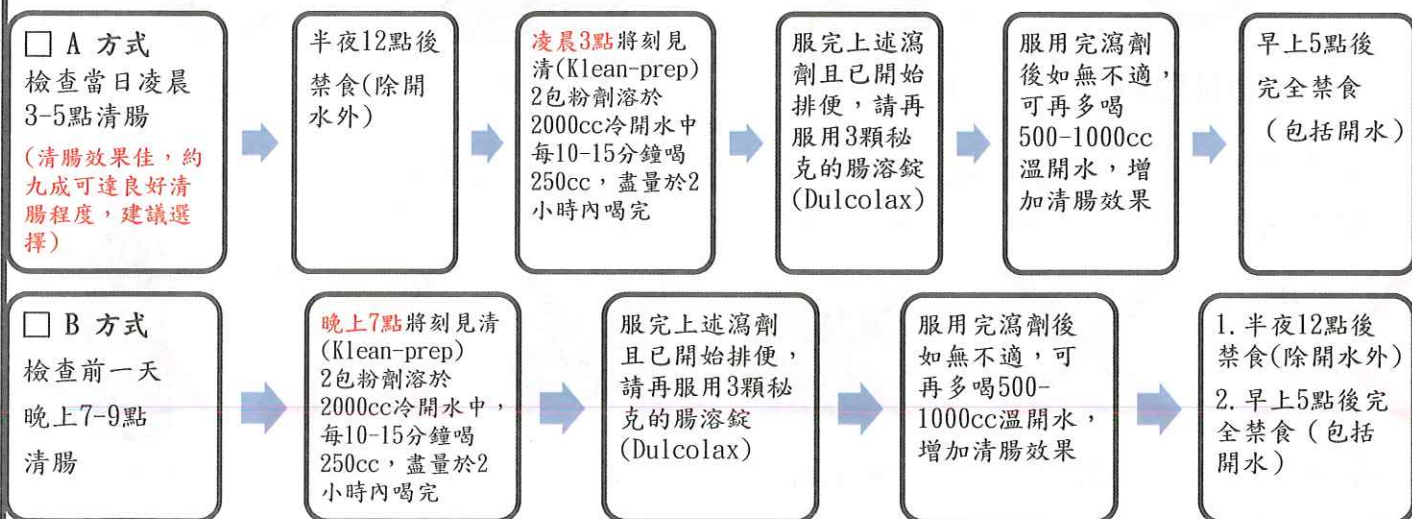 □ A 方式
檢查當日凌晨
3-5點清腸
(清腸效果佳，約
九成可達良好清
腸程度，建議選
擇)
半夜12點後
禁食(除開
水外)
凌晨3點將刻見
清(Klean-prep)
2包粉劑溶於
2000cc冷開水中
每10-15分鐘喝
250cc，盡量於2
小時內喝完
服完上述瀉
劑且已開始
排便，請再
服用3顆秘
克的腸溶錠
(Dulcolax)
服用完瀉劑
後如無不適，
可再多喝
500-1000cc
溫開水，增
加清腸效果
早上5點後
完全禁食
（包括開水）
□ B 方式
檢查前一天
晚上7-9點
清腸
晚上7點將刻見清
(Klean-prep)
2包粉劑溶於
2000cc冷開水中，
每10-15分鐘喝
250cc，盡量於2
小時內喝完
服完上述瀉劑
且已開始排便，
請再服用3顆秘
克的腸溶錠
(Dulcolax)
服用完瀉劑後
如無不適，可
再多喝500-
1000cc溫開水，
增加清腸效果
1.半夜12點後
禁食(除開水外)
2.早上5點後完
全禁食（包括
開水）